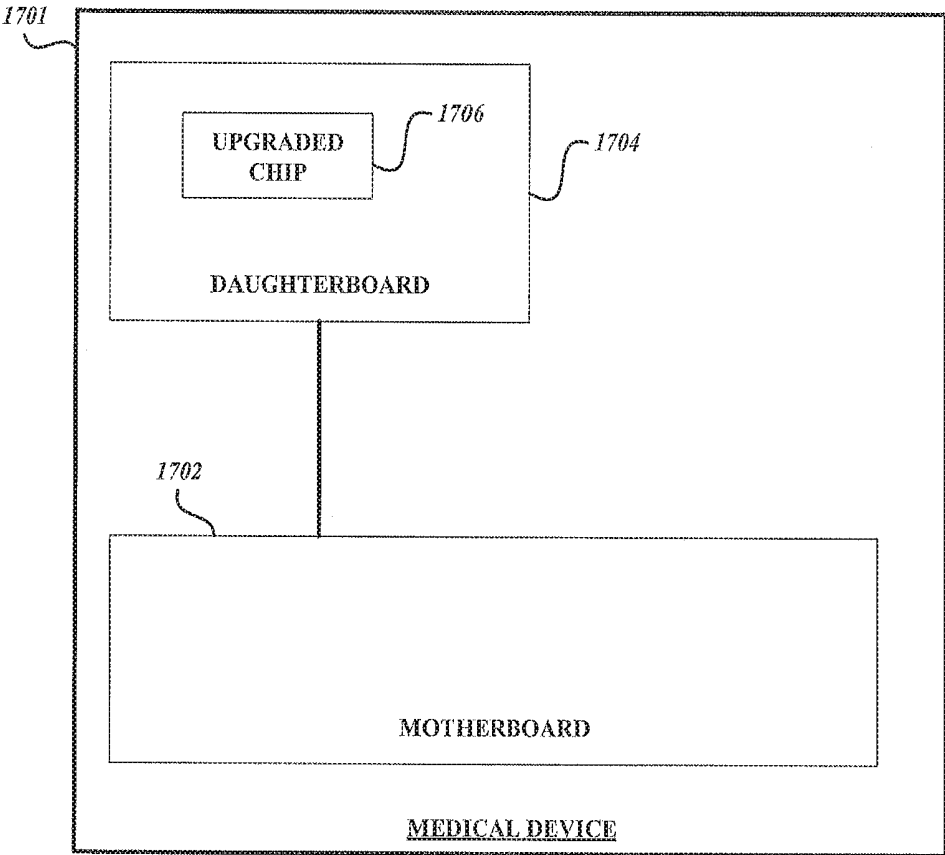 1701
1706
UPGRADED
CHIP
1704
DAUGHTERBOARD
1702
MOTHERBOARD
MEDICAL DEVICE